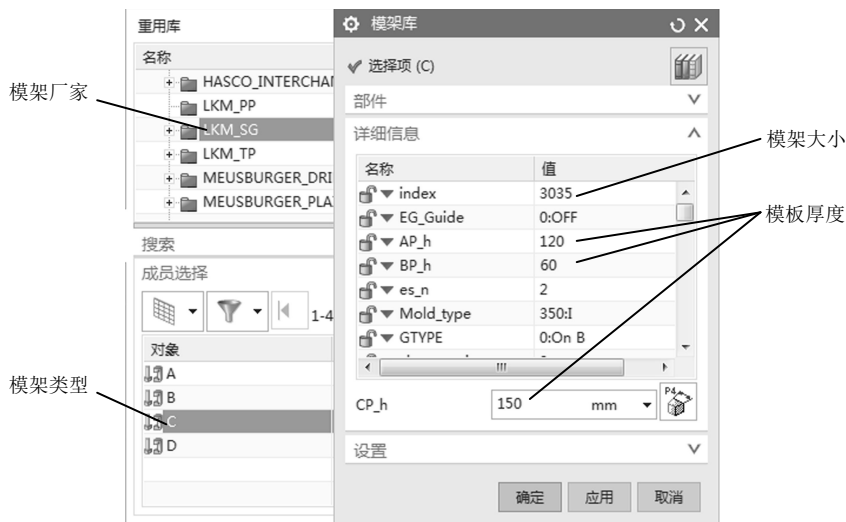 重用库
名称
HASCO_INTERCHA
LKM_PP
LKM_SG
LKM_TP
MEUSBURGER_DRI
MEUSBURGER_PLA
搜索
成员选择
1-4
对象
A
B
C
D
模架厂家
模架类型
模架库
选择项 (C)
部件
详细信息
名称 值
index 3035
EG_Guide 0:OFF
AP_h 120
BP_h 60
es_n 2
Mold_type 350:I
GTYPE 0:On B
CP_h 150 mm
P4
设置
确定 应用 取消
模架大小
模板厚度